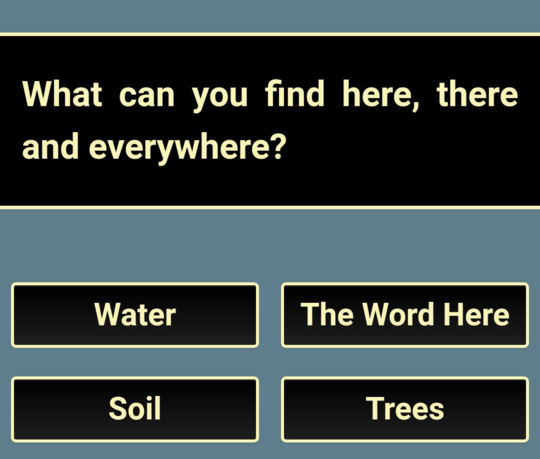 What can you find here, there
and everywhere?
Water
The Word Here
Soil
Trees